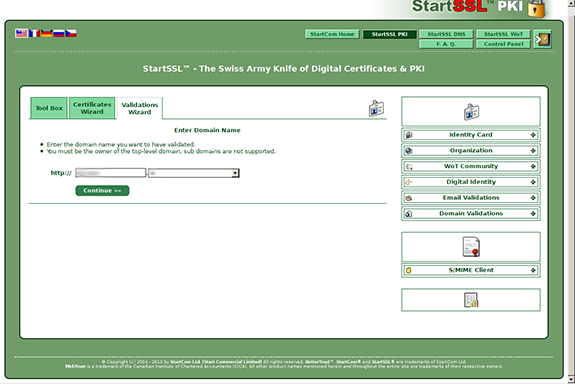 StartSSL™ PKI
StartCom Home
StartSSL PKI
StartSSL DNS
StartSSL WoT
F. A. Q.
Control Panel
StartSSL™ - The Swiss Army Knife of Digital Certificates & PKI
Tool Box
Certificates Wizard
Validations Wizard
Enter Domain Name
Enter the domain name you want to have validated.
You must be the owner of the top-level domain, sub domains are not supported.
http://
Continue »»
Identity Card
Organization
WoT Community
Digital Identity
Email Validations
Domain Validations
S/MIME Client
© Copyright (c) 2004 - 2012 by StartCom Ltd. (Start Commercial Limited) All rights reserved. BetterTrust™, StartCom® and StartSSL® are trademarks of StartCom Ltd.
WebTrust is a trademark of the Canadian Institute of Chartered Accountants (CICA). All other product names mentioned herein and throughout the entire site are trademarks of their respective owners